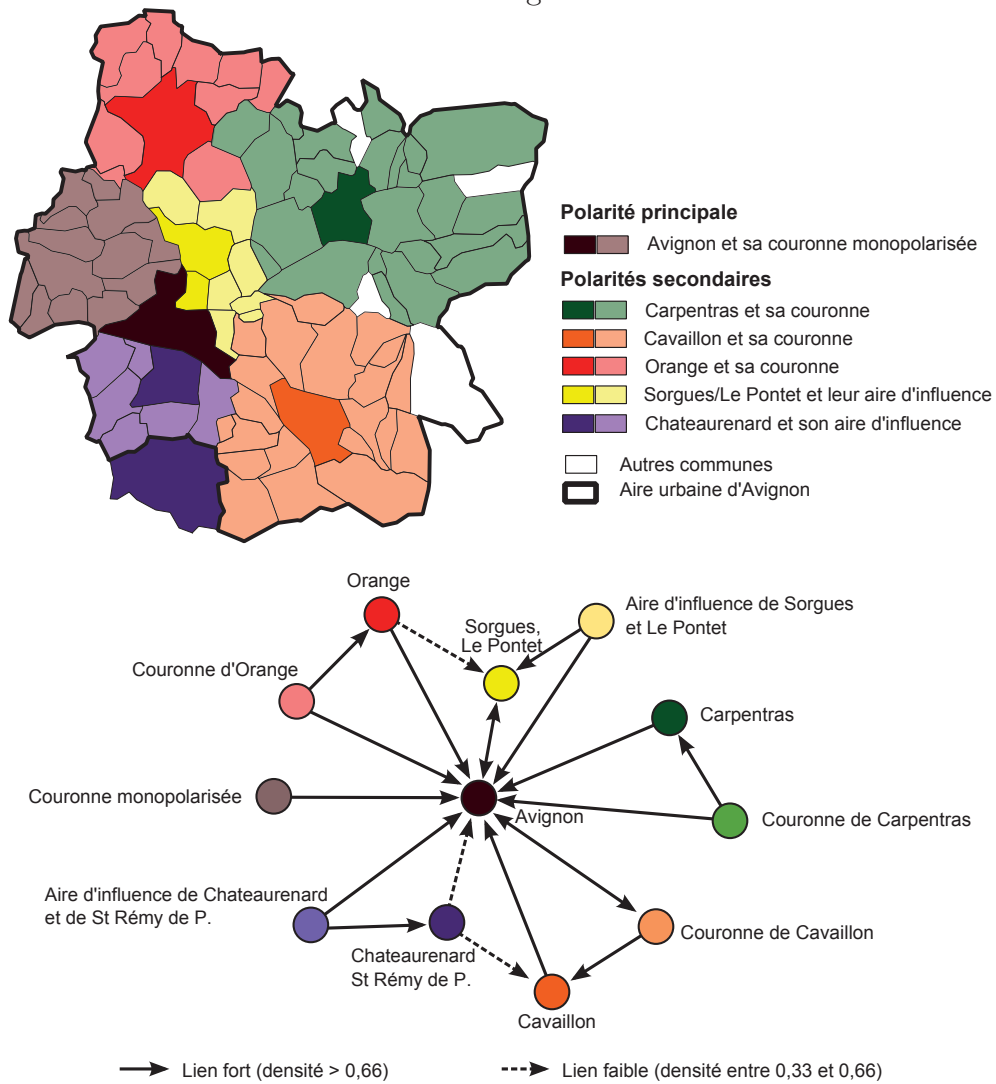 Polarité principale
Avignon et sa couronne monopolarisée
Polarités secondaires
Carpentras et sa couronne
Cavaillon et sa couronne
Orange et sa couronne
Sorgues/Le Pontet et leur aire d'influence
Chateaurenard et son aire d'influence
Autres communes
Aire urbaine d'Avignon
Orange
Aire d'influence de Sorgues
et Le Pontet
Sorgues,
Le Pontet
Couronne d'Orange
Carpentras
Couronne monopolarisée
Avignon
Couronne de Carpentras
Aire d'influence de Chateaurenard
et de St Rémy de P.
Chateaurenard
St Rémy de P.
Couronne de Cavaillon
Cavaillon
Lien fort (densité > 0,66)
Lien faible (densité entre 0,33 et 0,66)